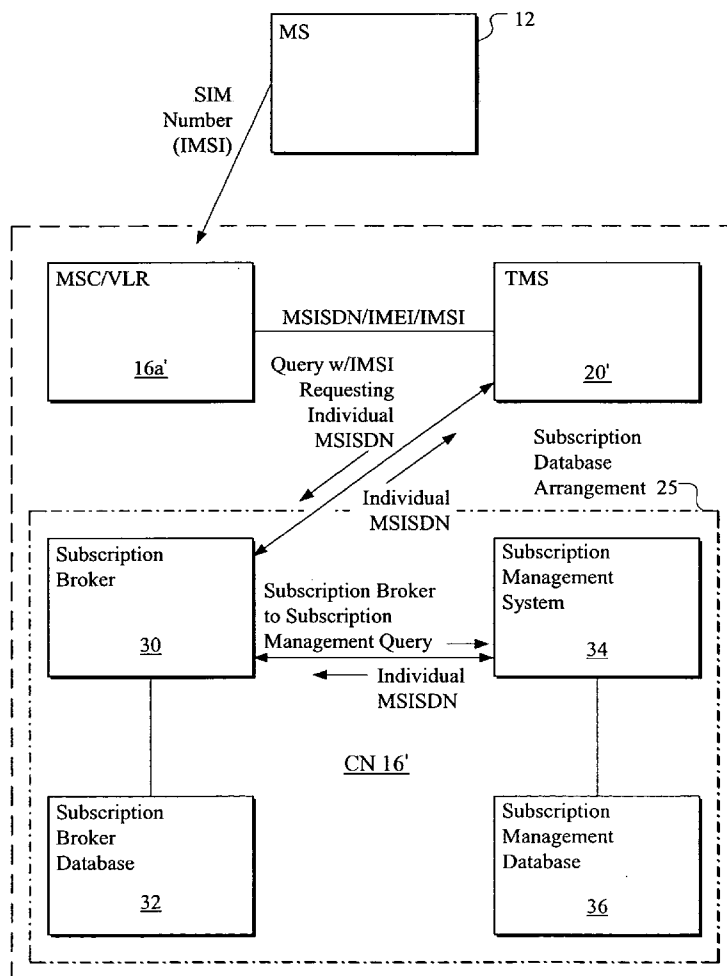 MS
12
SIM
Number
(IMSI)
MSC/VLR
16a'
MSISDN/IMEI/IMSI
TMS
20'
Query w/IMSI
Requesting
Individual
MSISDN
Individual
MSISDN
Subscription
Database
Arrangement 25
Subscription
Broker
30
Subscription Broker
to Subscription
Management Query
Individual
MSISDN
Subscription
Management
System
34
CN 16'
Subscription
Broker
Database
32
Subscription
Management
Database
36